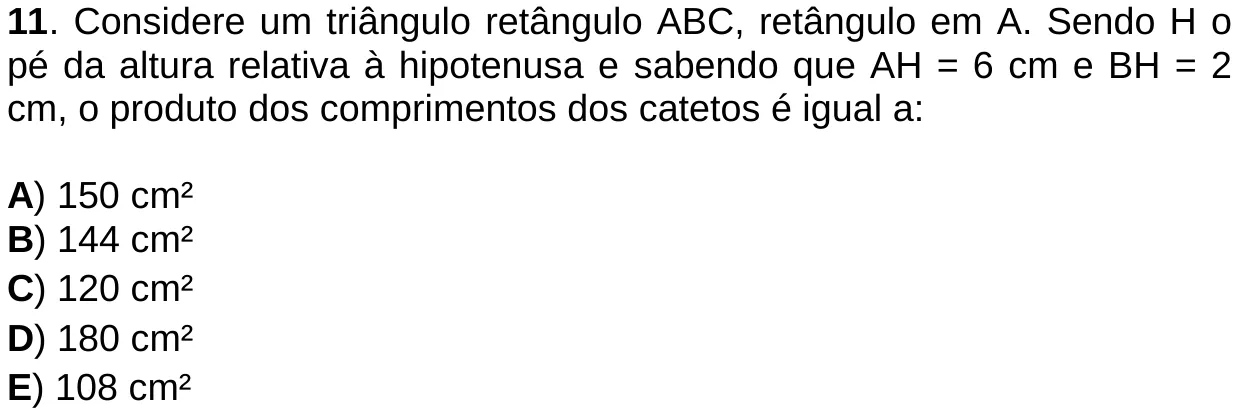 11. Considere um triângulo retângulo ABC, retângulo em A. Sendo H o
pé da altura relativa à hipotenusa e sabendo que AH = 6 cm e BH = 2
cm, o produto dos comprimentos dos catetos é igual a:
A) 150 cm²
B) 144 cm²
C) 120 cm²
D) 180 cm²
E) 108 cm²